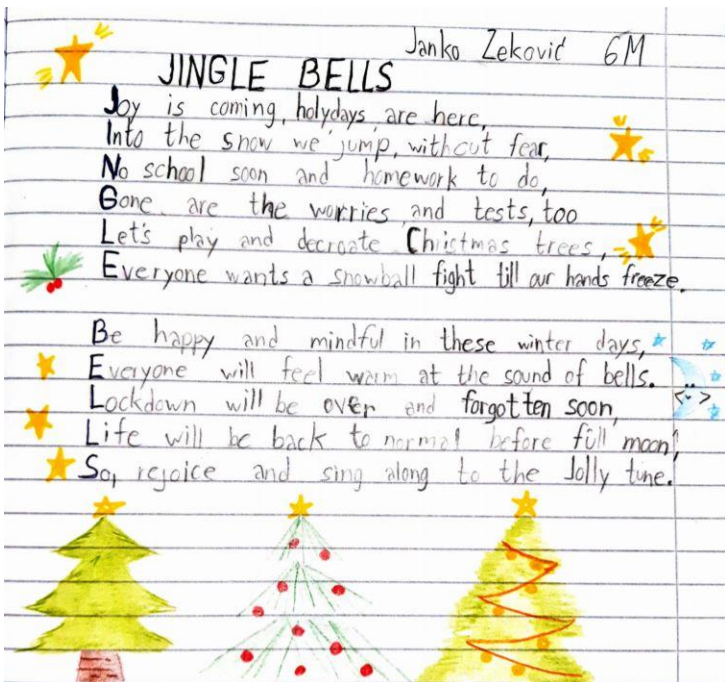 Janko Zeković 6M
JINGLE BELLS
Joy is coming, holydays are here,
Into the snow we jump, without fear,
No school soon and homework to do,
Gone are the worries and tests, too
Let's play and decroate Christmas trees,
Everyone wants a snowball fight till our hands freeze.
Be happy and mindful in these winter days,
Everyone will feel warm at the sound of bells.
Lockdown will be over and forgotten soon,
Life will be back to normal before full moon,
So, rejoice and sing along to the Jolly tune.